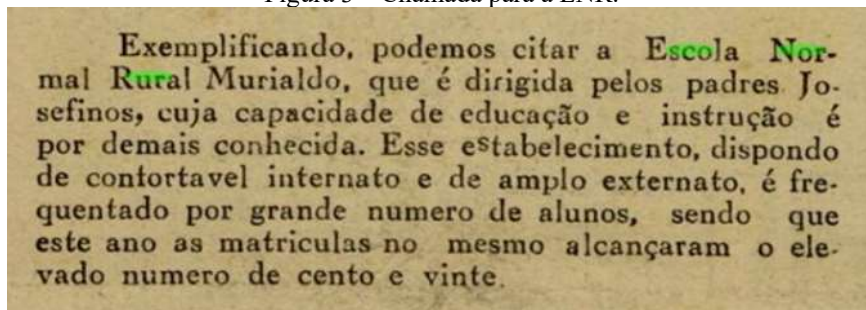 Exemplificando, podemos citar a Escola Nor-
mal Rural Murialdo, que é dirigida pelos padres Jo-
sefinos, cuja capacidade de educação e instrução é
por demais conhecida. Esse estabelecimento, dispondo
de contortavel internato e de amplo externato, é fre-
quentado por grande numero de alunos, sendo que
este ano as matriculas no mesmo alcançaram o ele-
vado numero de cento e vinte.